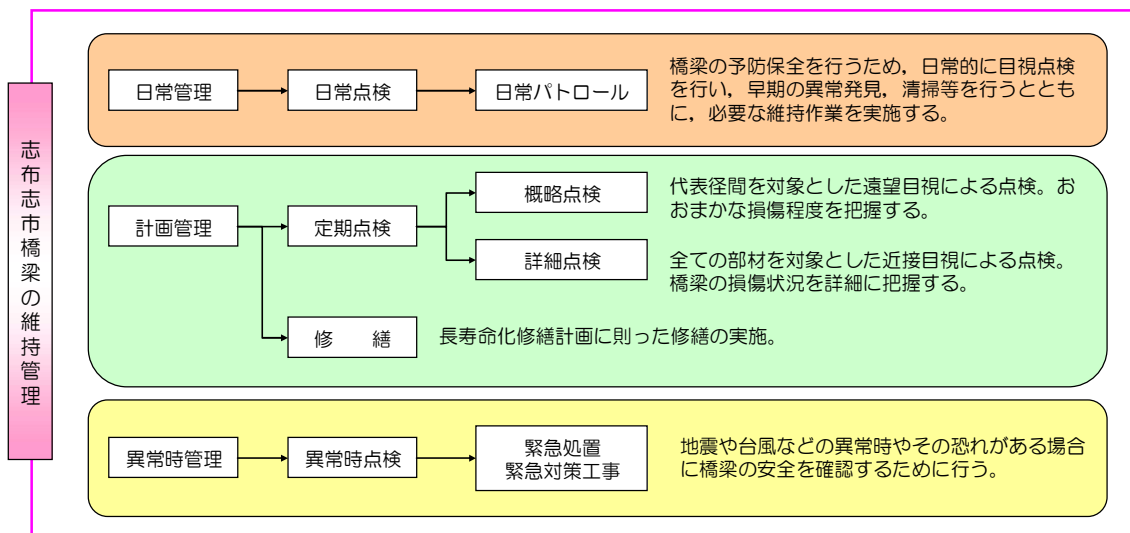 志布志市橋梁の維持管理
日常管理
日常点検
日常パトロール
橋梁の予防保全を行うため，日常的に目視点検
を行い，早期の異常発見，清掃等を行うととも
に，必要な維持作業を実施する。
計画管理
定期点検
概略点検
代表径間を対象とした遠望目視による点検。お
おまかな損傷程度を把握する。
詳細点検
全ての部材を対象とした近接目視による点検。
橋梁の損傷状況を詳細に把握する。
修　　繕
長寿命化修繕計画に則った修繕の実施。
異常時管理
異常時点検
緊急処置
緊急対策工事
地震や台風などの異常時やその恐れがある場合
に橋梁の安全を確認するために行う。